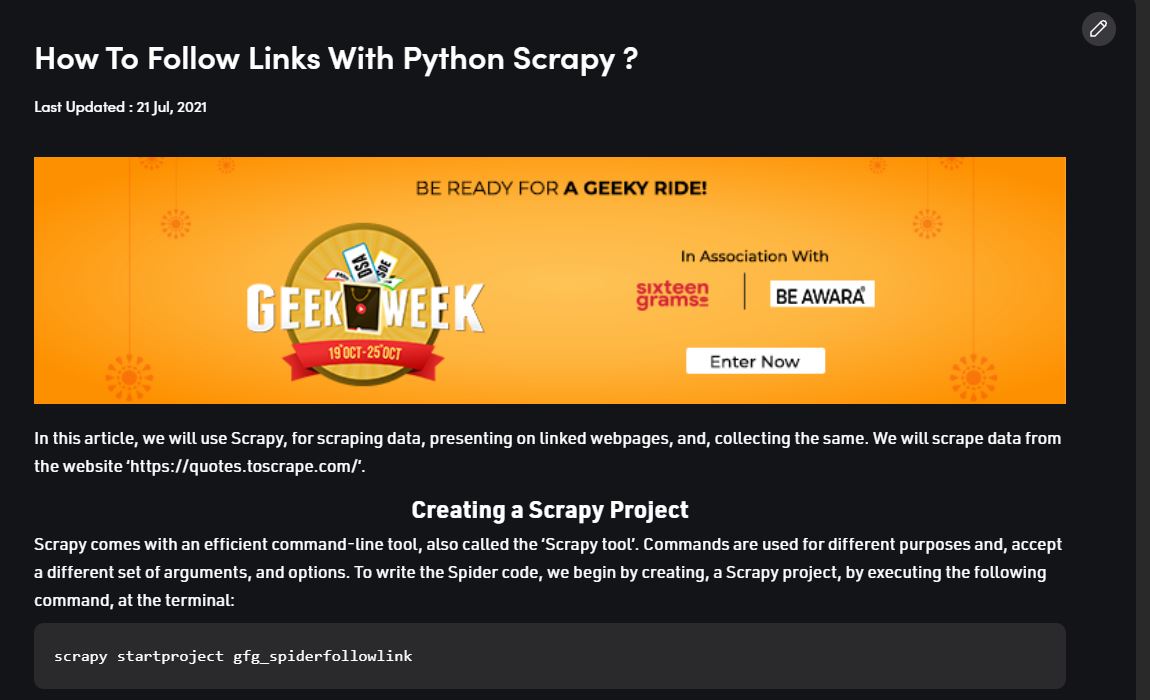 How To Follow Links With Python Scrapy ?
Last Updated : 21 Jul, 2021
BE READY FOR A GEEKY RIDE!
DSA
SDE
GEEK WEEK
19 OCT-25 OCT
In Association With
sixteen
grams
BE AWARA
Enter Now
In this article, we will use Scrapy, for scraping data, presenting on linked webpages, and, collecting the same. We will scrape data from
the website ‘https://quotes.toscrape.com/’.
Creating a Scrapy Project
Scrapy comes with an efficient command-line tool, also called the ‘Scrapy tool’. Commands are used for different purposes and, accept
a different set of arguments, and options. To write the Spider code, we begin by creating, a Scrapy project, by executing the following
command, at the terminal:
scrapy startproject gfg_spiderfollowlink